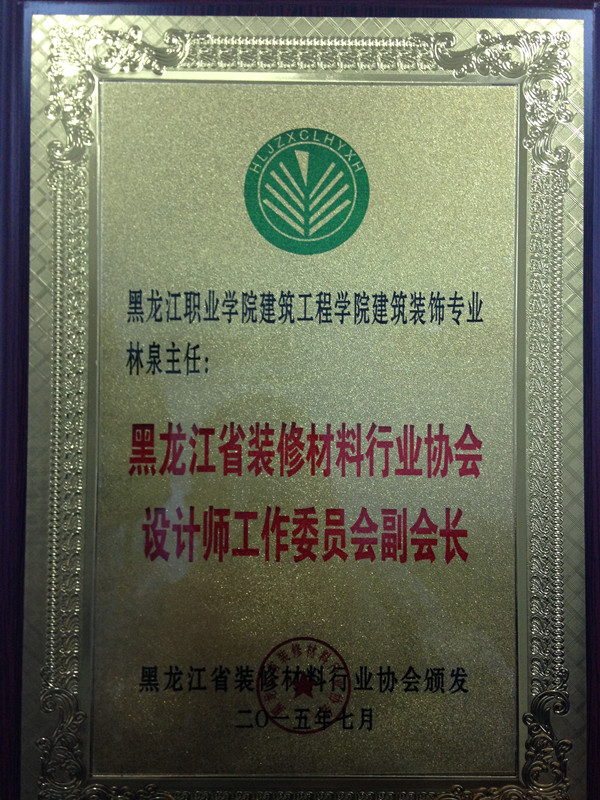 HLJZXCLHYXH
黑龙江职业学院建筑工程学院建筑装饰专业
林泉主任:
黑龙江省装修材料行业协会
设计师工作委员会副会长
黑龙江省装修材料行业协会颁发
二〇一五年七月